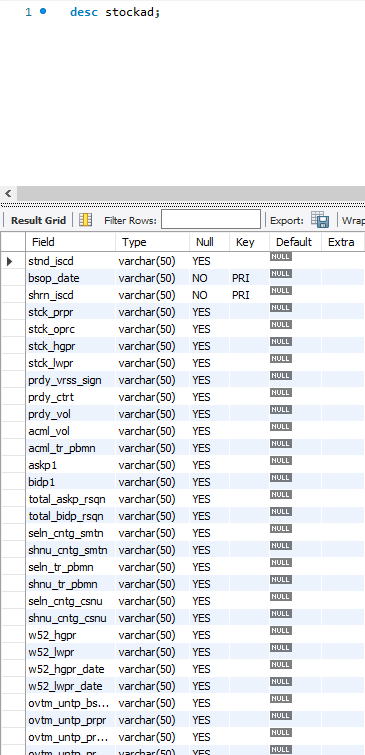 1 desc stockad;
Result Grid Filter Rows: Export: Wrap
Field Type Null Key Default Extra
stnd_iscd varchar(50) YES NULL
bsop_date varchar(50) NO PRI NULL
shrn_iscd varchar(50) NO PRI NULL
stck_prpr varchar(50) YES NULL
stck_oprc varchar(50) YES NULL
stck_hgpr varchar(50) YES NULL
stck_lwpr varchar(50) YES NULL
prdy_vrss_sign varchar(50) YES NULL
prdy_ctrt varchar(50) YES NULL
prdy_vol varchar(50) YES NULL
acml_vol varchar(50) YES NULL
acml_tr_pbmn varchar(50) YES NULL
askp1 varchar(50) YES NULL
bidp1 varchar(50) YES NULL
total_askp_rsqn varchar(50) YES NULL
total_bidp_rsqn varchar(50) YES NULL
seln_cntg_smtn varchar(50) YES NULL
shnu_cntg_smtn varchar(50) YES NULL
seln_tr_pbmn varchar(50) YES NULL
shnu_tr_pbmn varchar(50) YES NULL
seln_cntg_csnu varchar(50) YES NULL
shnu_cntg_csnu varchar(50) YES NULL
w52_hgpr varchar(50) YES NULL
w52_lwpr varchar(50) YES NULL
w52_hgpr_date varchar(50) YES NULL
w52_lwpr_date varchar(50) YES NULL
ovtm_untp_bs... varchar(50) YES NULL
ovtm_untp_prpr varchar(50) YES NULL
ovtm_untp_pr... varchar(50) YES NULL
ovtm_untp_pr... varchar(50) YES NULL